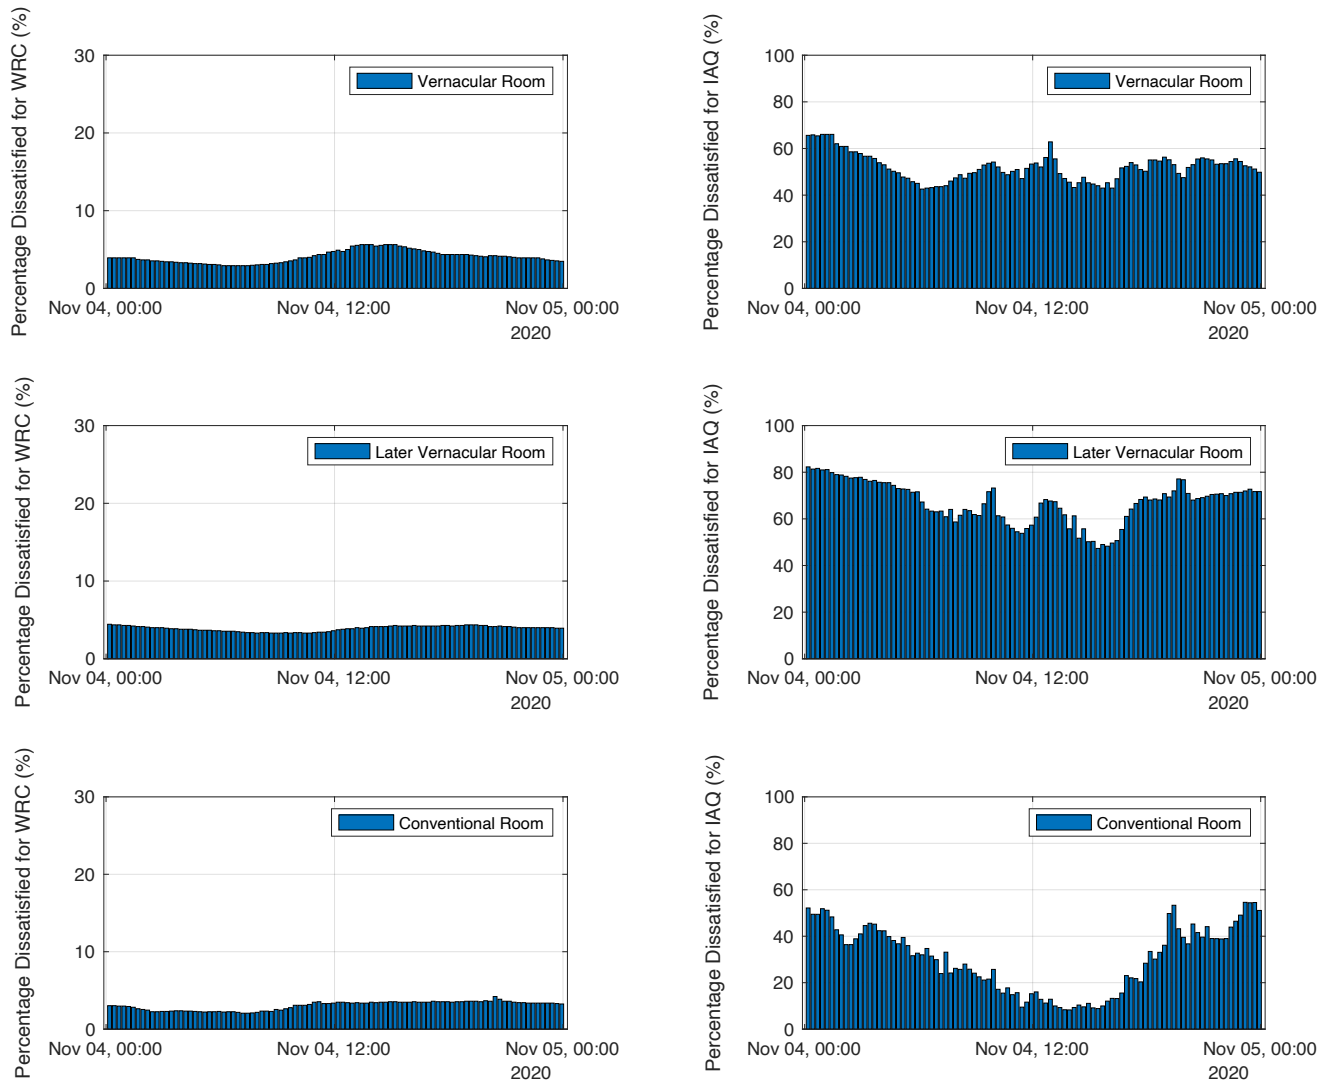 Percentage Dissatisfied for WRC (%)
30
20
10
0
Vernacular Room
Nov 04, 00:00
Nov 04, 12:00
Nov 05, 00:00
2020
Percentage Dissatisfied for IAQ (%)
100
80
60
40
20
0
Vernacular Room
Nov 04, 00:00
Nov 04, 12:00
Nov 05, 00:00
2020
Percentage Dissatisfied for WRC (%)
30
20
10
0
Later Vernacular Room
Nov 04, 00:00
Nov 04, 12:00
Nov 05, 00:00
2020
Percentage Dissatisfied for IAQ (%)
100
80
60
40
20
0
Later Vernacular Room
Nov 04, 00:00
Nov 04, 12:00
Nov 05, 00:00
2020
Percentage Dissatisfied for WRC (%)
30
20
10
0
Conventional Room
Nov 04, 00:00
Nov 04, 12:00
Nov 05, 00:00
2020
Percentage Dissatisfied for IAQ (%)
100
80
60
40
20
0
Conventional Room
Nov 04, 00:00
Nov 04, 12:00
Nov 05, 00:00
2020